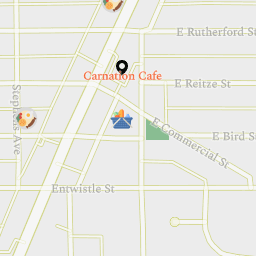 E Rutherford St
Carnation Cafe
E Reitze St
Stephens Ave
E Commercial St
E Bird St
Entwistle St